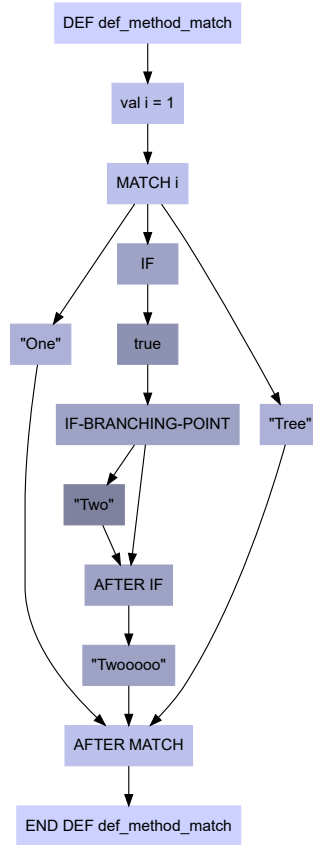 DEF def_method_match
val i = 1
MATCH i
IF
"One"
true
"Tree"
IF-BRANCHING-POINT
"Two"
AFTER IF
"Twooooo"
AFTER MATCH
END DEF def_method_match